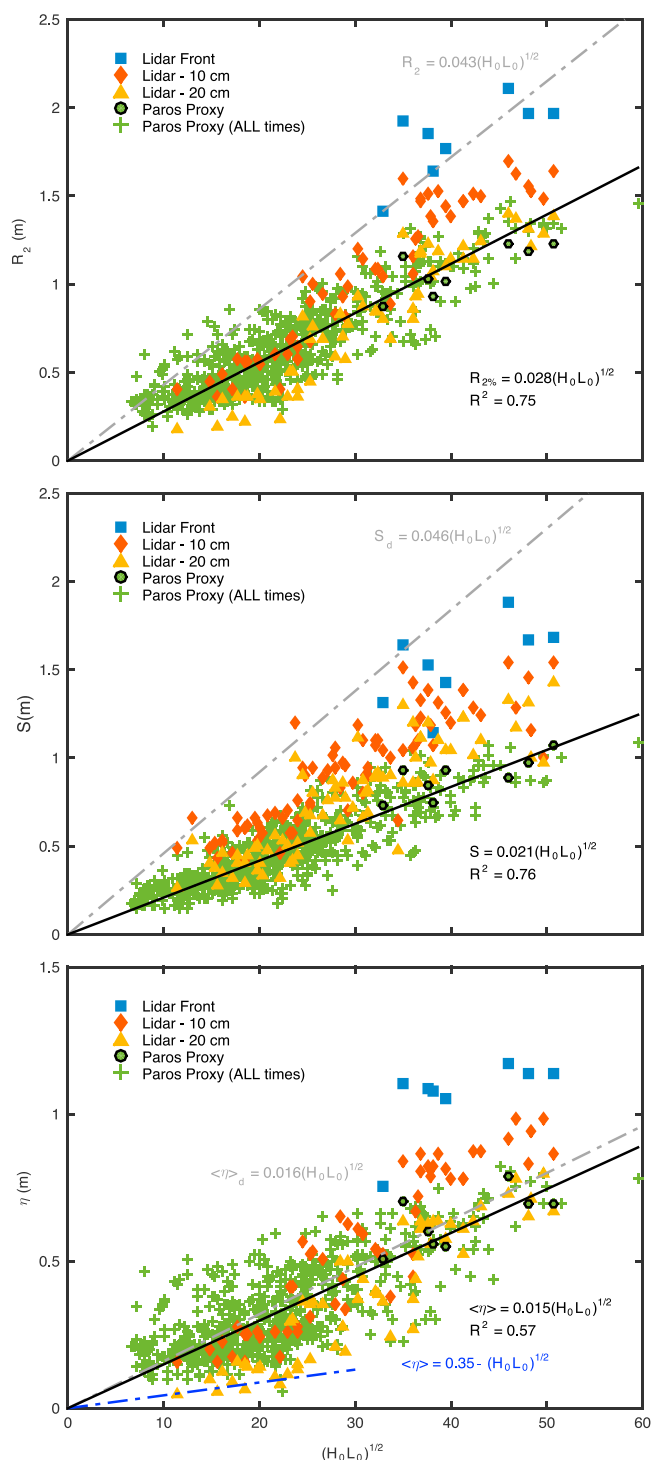 2.5
Lidar Front
Lidar - 10 cm
Lidar - 20 cm
Paros Proxy
Paros Proxy (ALL times)
R2 = 0.043(H0L0)1/2
2
1.5
R2 (m)
1
0.5
0
R2% = 0.028(H0L0)1/2
R2 = 0.75
2.5
Lidar Front
Lidar - 10 cm
Lidar - 20 cm
Paros Proxy
Paros Proxy (ALL times)
Sd = 0.046(H0L0)1/2
2
1.5
S(m)
1
0.5
0
S = 0.021(H0L0)1/2
R2 = 0.76
1.5
Lidar Front
Lidar - 10 cm
Lidar - 20 cm
Paros Proxy
Paros Proxy (ALL times)
1
<η>d = 0.016(H0L0)1/2
η (m)
0.5
<η> = 0.015(H0L0)1/2
R2 = 0.57
<η> = 0.35- (H0L0)1/2
0
0 10 20 30 40 50 60
(H0L0)1/2